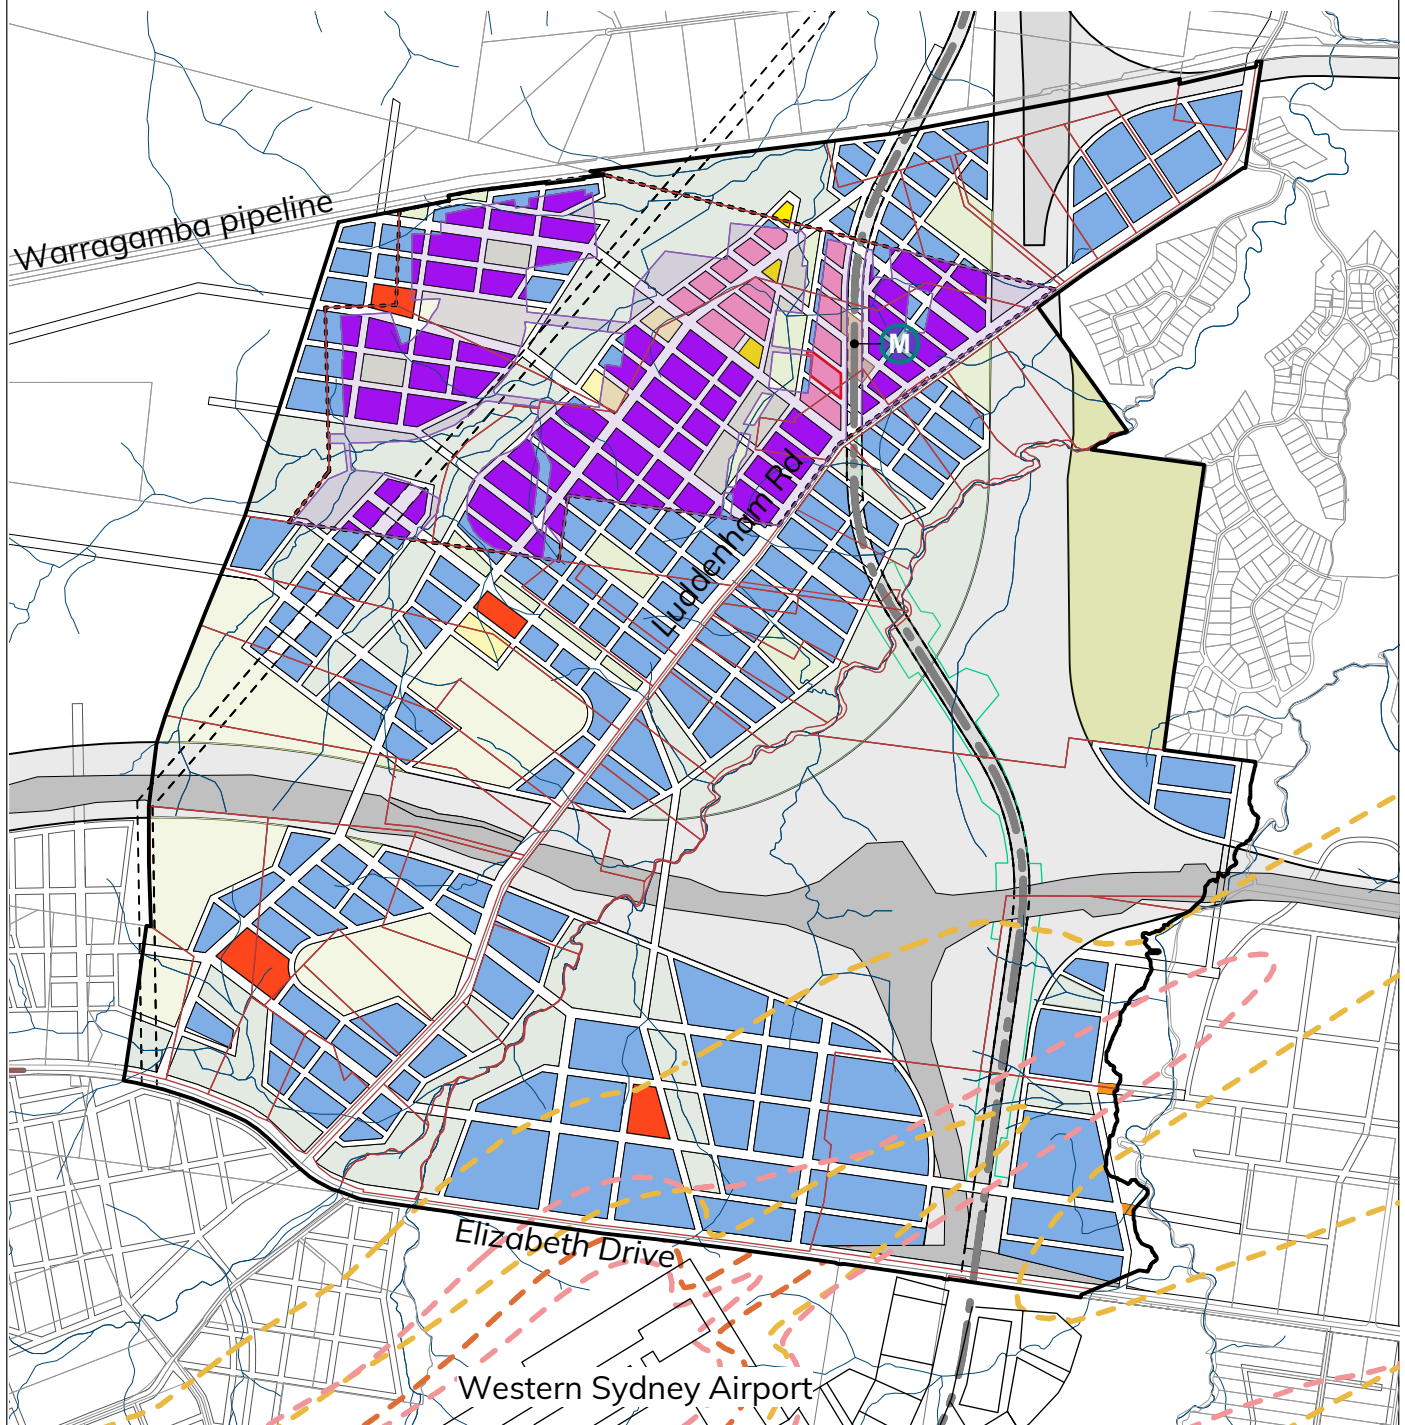 Warragamba pipeline
M
Luddenham Rd
Elizabeth Drive
Western Sydney Airport